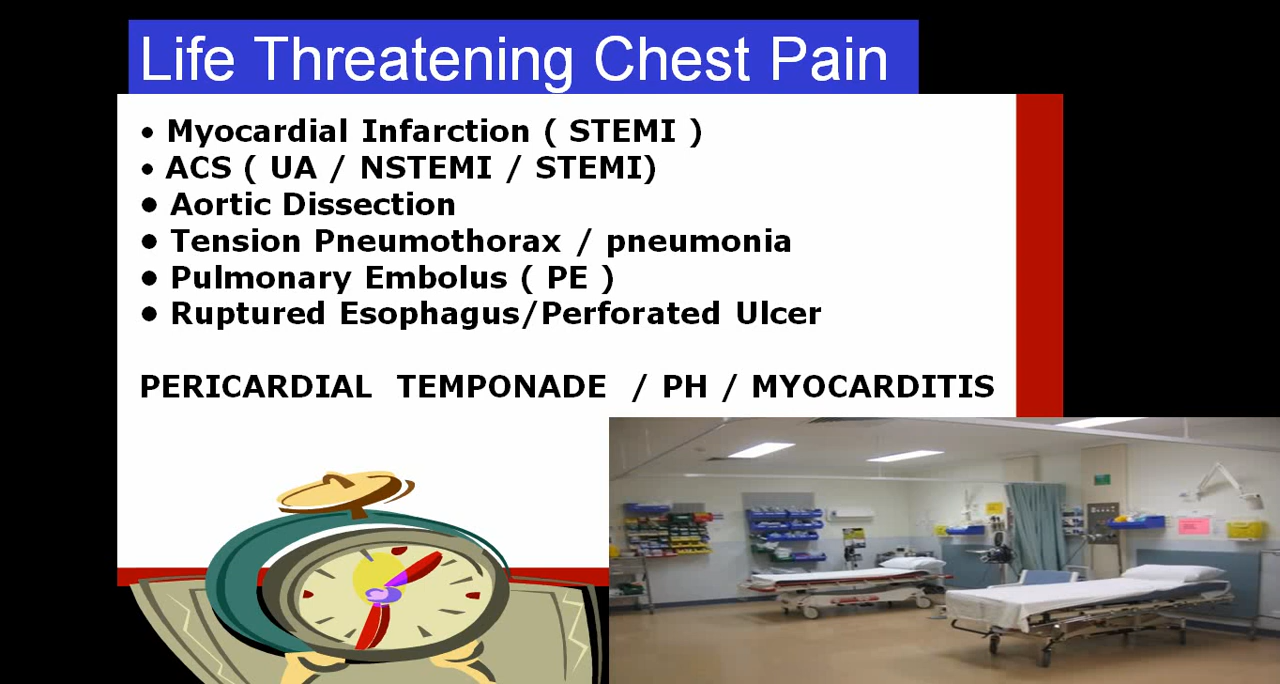 Life Threatening Chest Pain
• Myocardial Infarction ( STEMI )
• ACS ( UA / NSTEMI / STEMI)
• Aortic Dissection
• Tension Pneumothorax / pneumonia
• Pulmonary Embolus ( PE )
• Ruptured Esophagus/Perforated Ulcer
PERICARDIAL TEMPONADE / PH / MYOCARDITIS